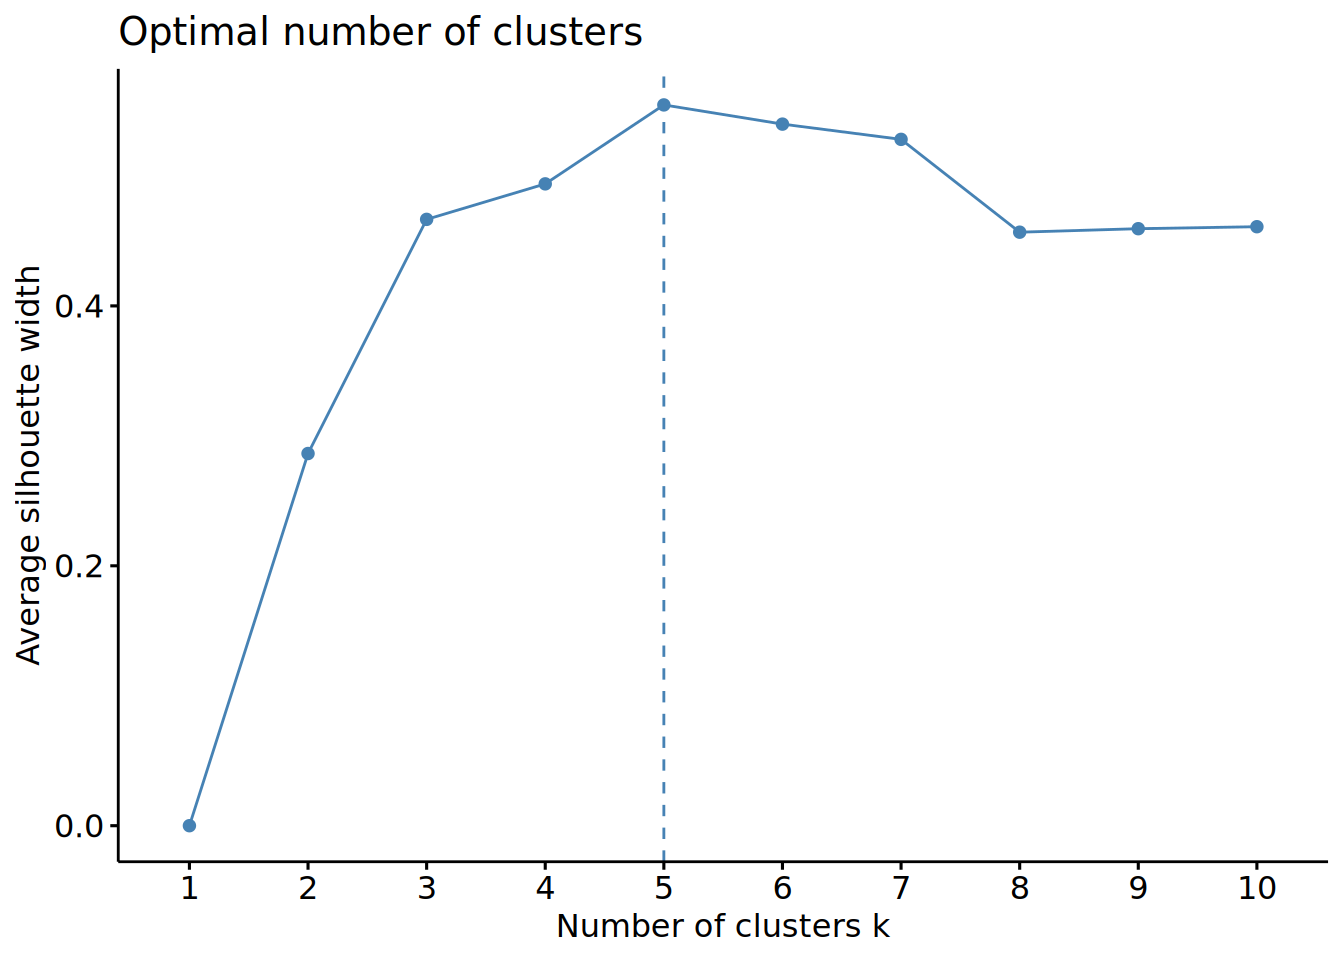 Optimal number of clusters
Average silhouette width
0.4
0.2
0.0
1 2 3 4 5 6 7 8 9 10
Number of clusters k